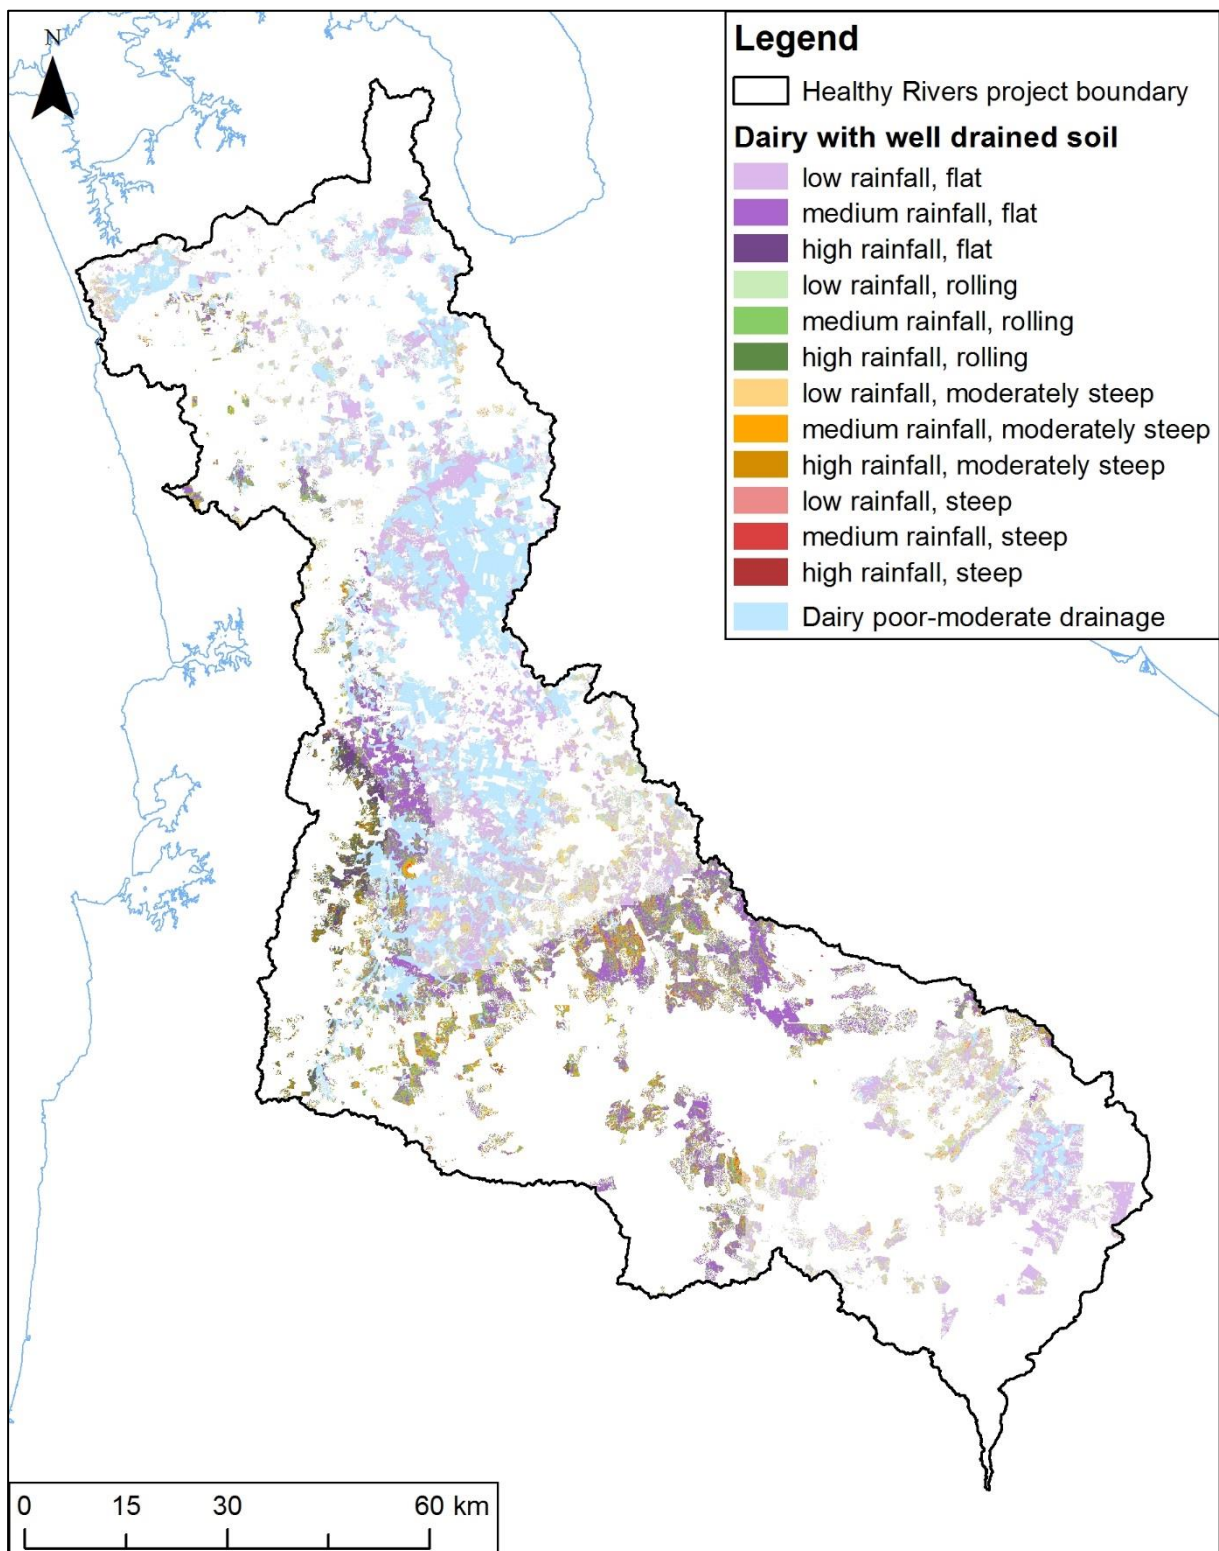 N
Legend
Healthy Rivers project boundary
Dairy with well drained soil
low rainfall, flat
medium rainfall, flat
high rainfall, flat
low rainfall, rolling
medium rainfall, rolling
high rainfall, rolling
low rainfall, moderately steep
medium rainfall, moderately steep
high rainfall, moderately steep
low rainfall, steep
medium rainfall, steep
high rainfall, steep
Dairy poor-moderate drainage
0 15 30 60 km